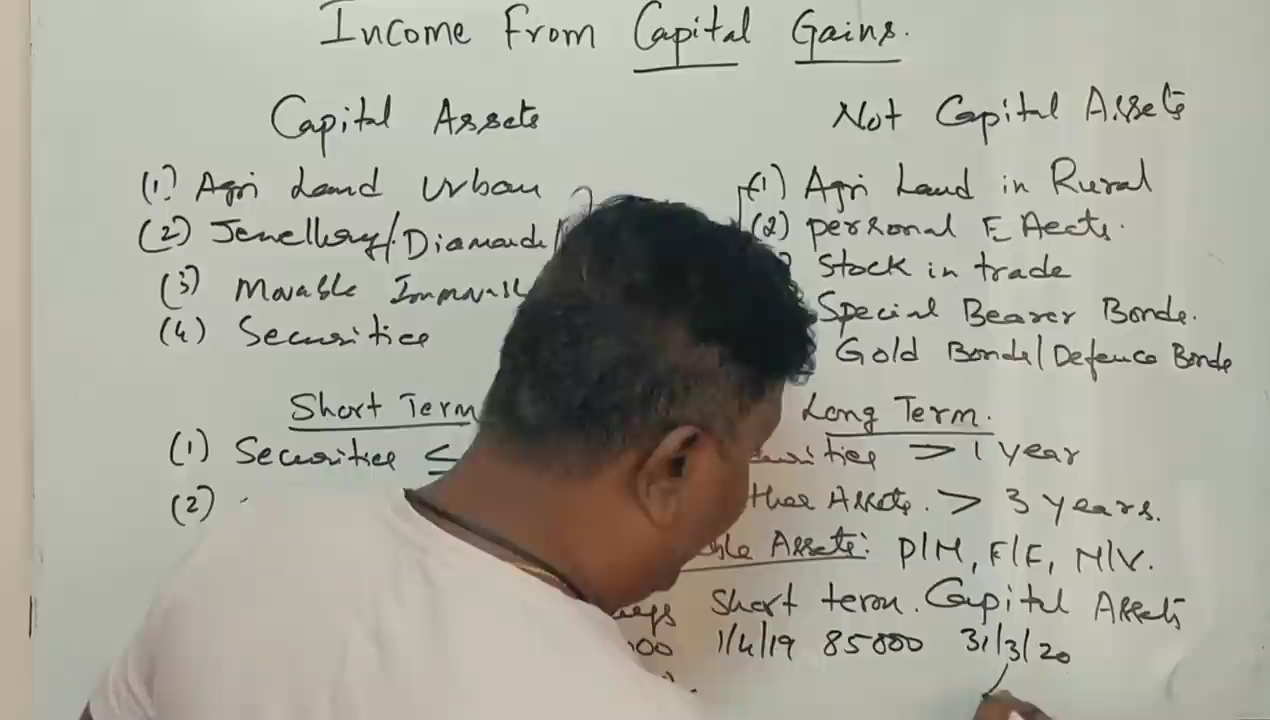 Income From Capital Gains.
Capital Assets
(1) Agri Land Urban
(2) Jewellery/Diamonds/
(3) Movable
(4) Securities
Not Capital Assets
(1) Agri Land in Rural
(2) personal
Stock in trade
Special Bearer Bonds.
Gold Bonds/Defence Bonds
Short Term
(1) Securities ≤
(2)
Long Term.
> 1 year
Assets. > 3 years.
Assets: P/M, F/F, M/V.
Short term. Capital Assets
1/4/19 85000 31/3/20